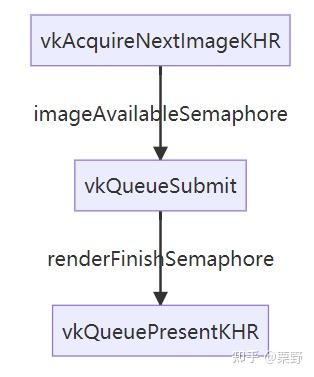 vkAcquireNextImageKHR
imageAvailableSemaphore
vkQueueSubmit
renderFinishSemaphore
vkQueuePresentKHR
知乎 @栗野